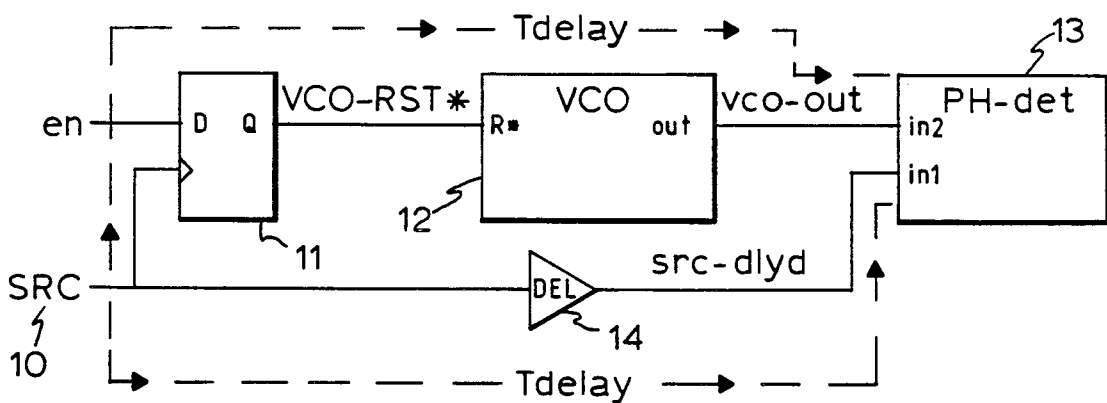 Tdelay
13
VCO-RST*
VCO
vco-out
PH-det
en
D Q
R*
out
in2
in1
12
11
src-dlyd
SRC
DEL
14
10
Tdelay